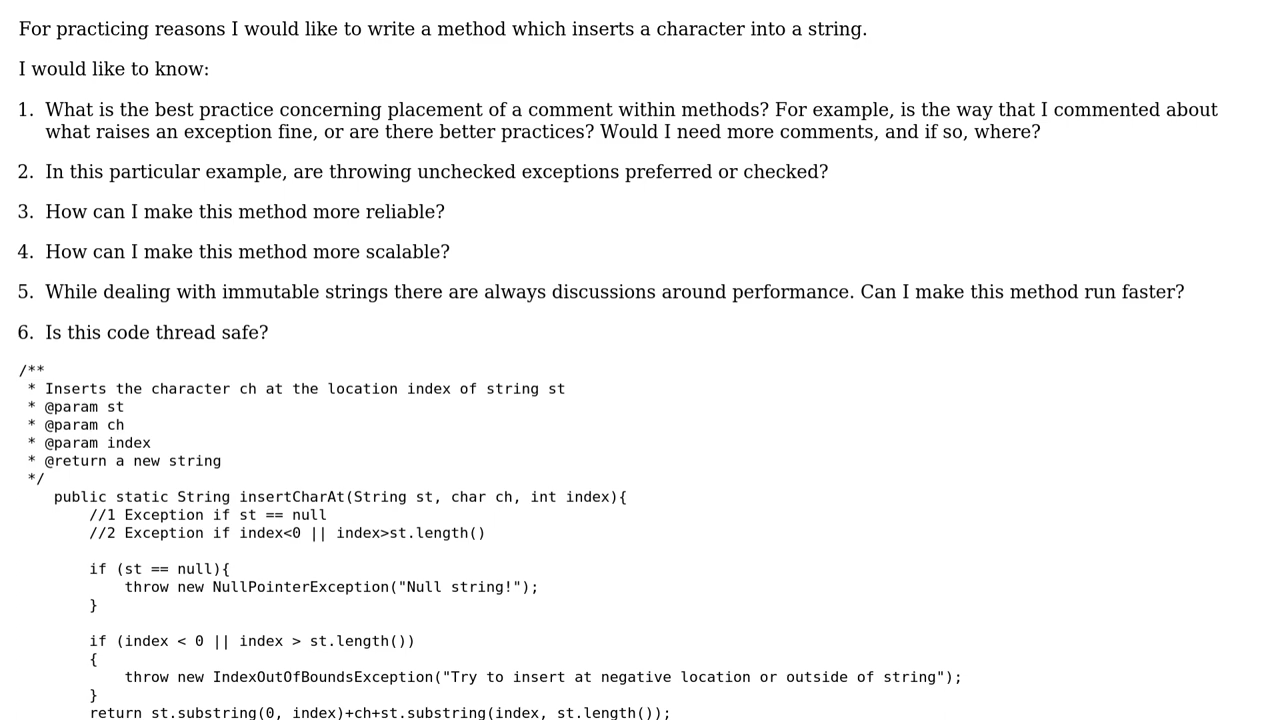 For practicing reasons I would like to write a method which inserts a character into a string.
I would like to know:
1. What is the best practice concerning placement of a comment within methods? For example, is the way that I commented about
what raises an exception fine, or are there better practices? Would I need more comments, and if so, where?
2. In this particular example, are throwing unchecked exceptions preferred or checked?
3. How can I make this method more reliable?
4. How can I make this method more scalable?
5. While dealing with immutable strings there are always discussions around performance. Can I make this method run faster?
6. Is this code thread safe?
/**
 * Inserts the character ch at the location index of string st
 * @param st
 * @param ch
 * @param index
 * @return a new string
 */
    public static String insertCharAt(String st, char ch, int index){
        //1 Exception if st == null
        //2 Exception if index<0 || index>st.length()
        if (st == null){
            throw new NullPointerException("Null string!");
        }
        if (index < 0 || index > st.length())
        {
            throw new IndexOutOfBoundsException("Try to insert at negative location or outside of string");
        }
        return st.substring(0, index)+ch+st.substring(index, st.length());